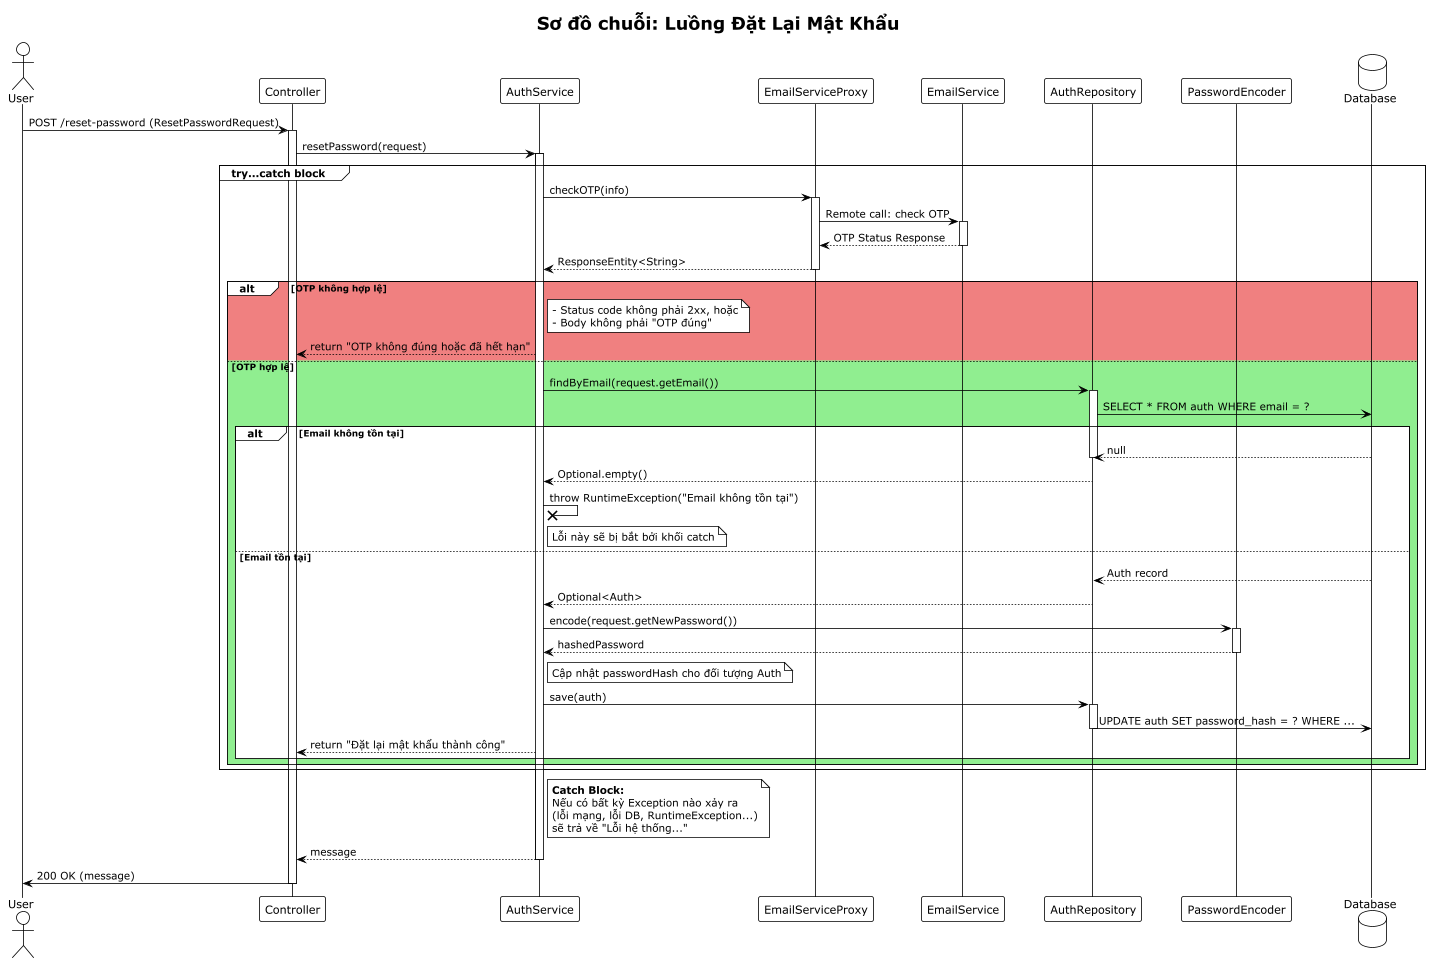 Sơ đồ chuỗi: Luồng Đặt Lại Mật Khẩu
User
Controller
AuthService
EmailServiceProxy
EmailService
AuthRepository
PasswordEncoder
Database
POST /reset-password (ResetPasswordRequest)
resetPassword(request)
try...catch block
checkOTP(info)
Remote call: check OTP
OTP Status Response
ResponseEntity<String>
alt
[OTP không hợp lệ]
- Status code không phải 2xx, hoặc
- Body không phải "OTP đúng"
return "OTP không đúng hoặc đã hết hạn"
[OTP hợp lệ]
findByEmail(request.getEmail())
SELECT * FROM auth WHERE email = ?
alt
[Email không tồn tại]
null
Optional.empty()
throw RuntimeException("Email không tồn tại")
Lỗi này sẽ bị bắt bởi khối catch
[Email tồn tại]
Auth record
Optional<Auth>
encode(request.getNewPassword())
hashedPassword
Cập nhật passwordHash cho đối tượng Auth
save(auth)
UPDATE auth SET password_hash = ? WHERE ...
return "Đặt lại mật khẩu thành công"
Catch Block:
Nếu có bất kỳ Exception nào xảy ra
(lỗi mạng, lỗi DB, RuntimeException...)
sẽ trả về "Lỗi hệ thống..."
message
200 OK (message)
User
Controller
AuthService
EmailServiceProxy
EmailService
AuthRepository
PasswordEncoder
Database